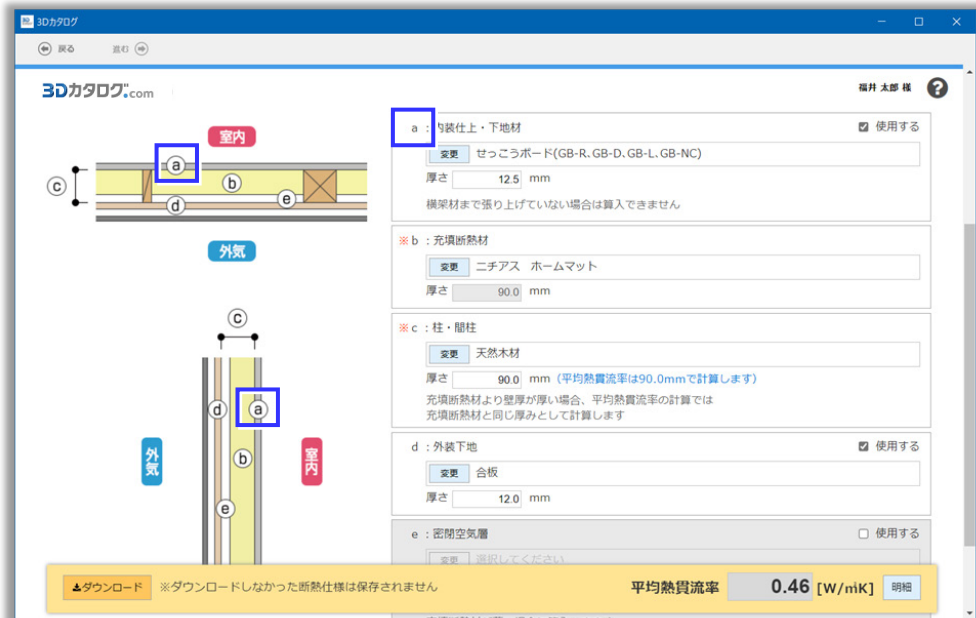 3Dカタログ
戻る 進む
3Dカタログ.com
福井 太郎 様 ?
室内
a
b
c
d
e
外気
c
d
a
b
e
外気
室内
a : 内装仕上・下地材 使用する
変更 せっこうボード(GB-R、GB-D、GB-L、GB-NC)
厚さ 12.5 mm
横架材まで張り上げていない場合は算入できません
※b : 充填断熱材
変更 ニチアス ホームマット
厚さ 90.0 mm
※c : 柱・間柱
変更 天然木材
厚さ 90.0 mm (平均熱貫流率は90.0mmで計算します)
充填断熱材より壁厚が厚い場合、平均熱貫流率の計算では
充填断熱材と同じ厚みとして計算します
d : 外装下地 使用する
変更 合板
厚さ 12.0 mm
e : 密閉空気層 使用する
変更 選択してください
ダウンロード ※ダウンロードしなかった断熱仕様は保存されません 平均熱貫流率 0.46 [W/㎡K] 明細